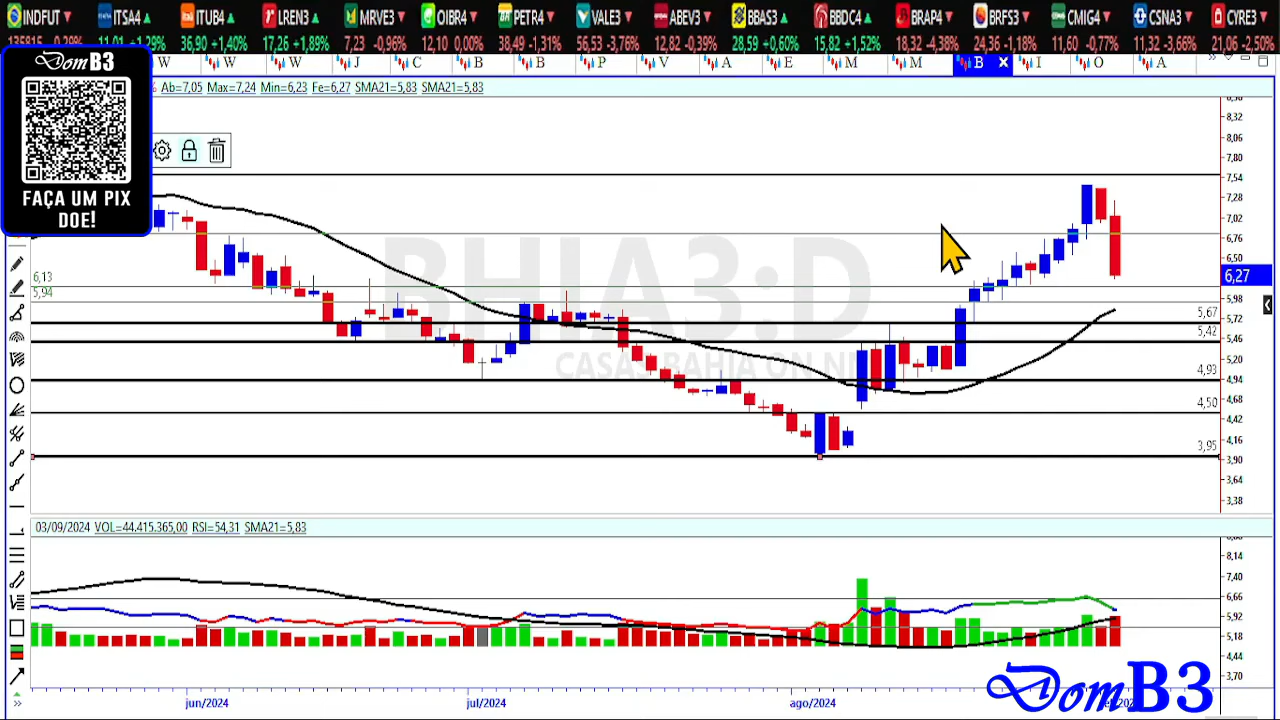 INDFUT▼ ITSA4▲ ITUB4▲ LREN3▲ MRVE3▼ OIBR4▼ PETR4▼ VALE3▼ ABEV3▼ BBAS3▲ BBDC4▲ BRAP4▼ BRFS3▼ CMIG4▼ CSNA3▼ CYRE3▼
135815 -0,29% 11,01 +1,29% 36,90 +1,40% 17,26 +1,89% 7,23 -0,96% 12,10 0,00% 38,49 -1,31% 56,53 -3,76% 12,82 -0,39% 28,59 +0,60% 15,82 +1,52% 18,32 -4,38% 24,36 -1,18% 11,60 -0,77% 11,32 -3,66% 21,06 -2,50%
W W W J C B B P V A E M M B X I O A
DomB3
FAÇA UM PIX
DOE!
% Ab=7,05 Max=7,24 Min=6,23 Fe=6,27 SMA21=5,83 SMA21=5,83
8,32
8,06
7,80
7,54
7,28
7,02
6,76
6,50
6,27
5,98
5,72
5,46
5,20
4,94
4,68
4,42
4,16
3,90
3,64
3,38
6,13
5,94
BHIA3:D
CASAS BAHIA ON NM
5,67
5,42
4,93
4,50
3,95
03/09/2024 VOL=44.415.365,00 RSI=54,31 SMA21=5,83
8,14
7,40
6,66
5,92
5,18
4,44
3,70
jun/2024 jul/2024 ago/2024
DomB3